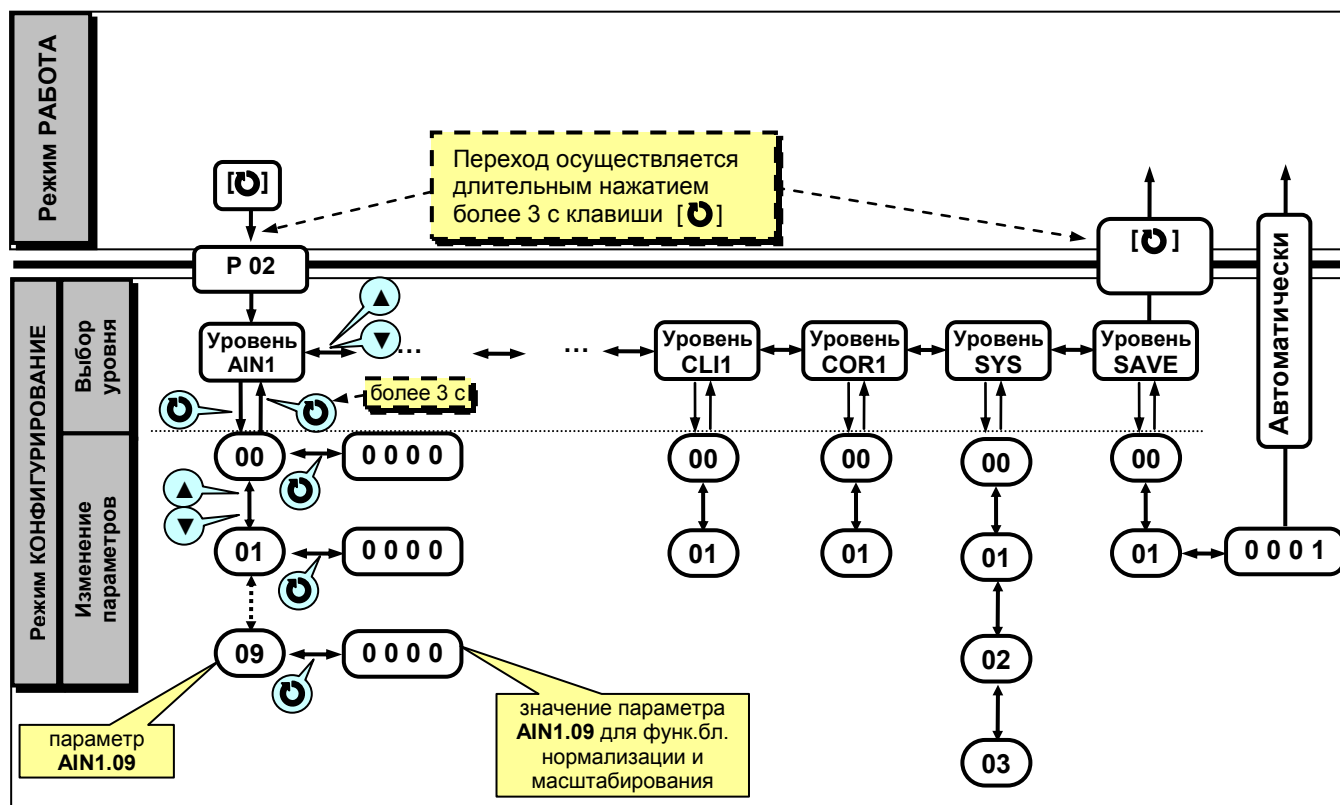 Режим РАБОТА
[↻]
Переход осуществляется
длительным нажатием
более 3 с клавиши [↻]
[↻]
Автоматически
P 02
Режим КОНФИГУРИРОВАНИЕ
Выбор
уровня
Изменение
параметров
Уровень
AIN1
▲
▼
...
...
Уровень
CLI1
Уровень
COR1
Уровень
SYS
Уровень
SAVE
↻
↻
более 3 с
00
0 0 0 0
↻
00
00
00
00
▲
▼
01
0 0 0 0
↻
01
01
01
01
0 0 0 1
09
0 0 0 0
↻
02
03
параметр
AIN1.09
значение параметра
AIN1.09 для функ.бл.
нормализации и
масштабирования